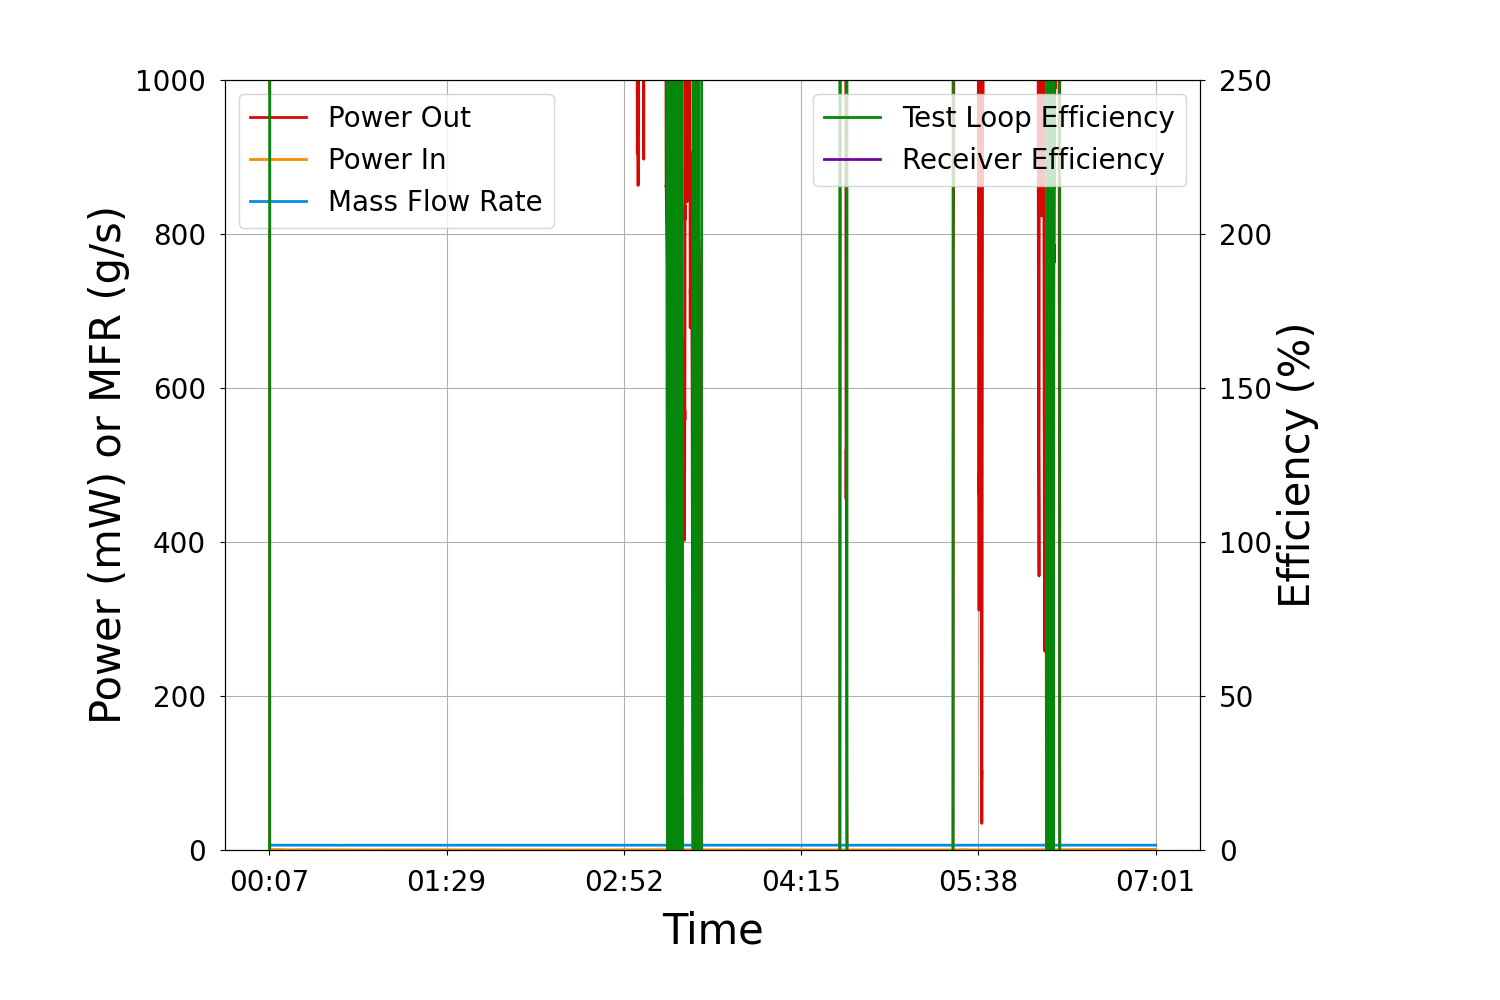 1000
800
600
400
200
0
Power (mW) or MFR (g/s)
Power Out
Power In
Mass Flow Rate
Test Loop Efficiency
Receiver Efficiency
250
200
150
100
50
0
Efficiency (%)
00:07 01:29 02:52 04:15 05:38 07:01
Time